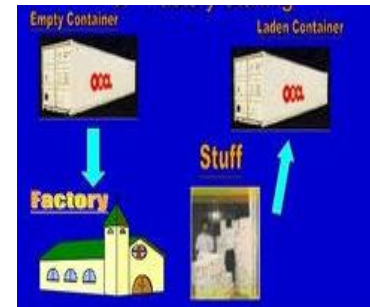 Empty Container
Laden Container
OOCL
OOCL
Stuff
Factory